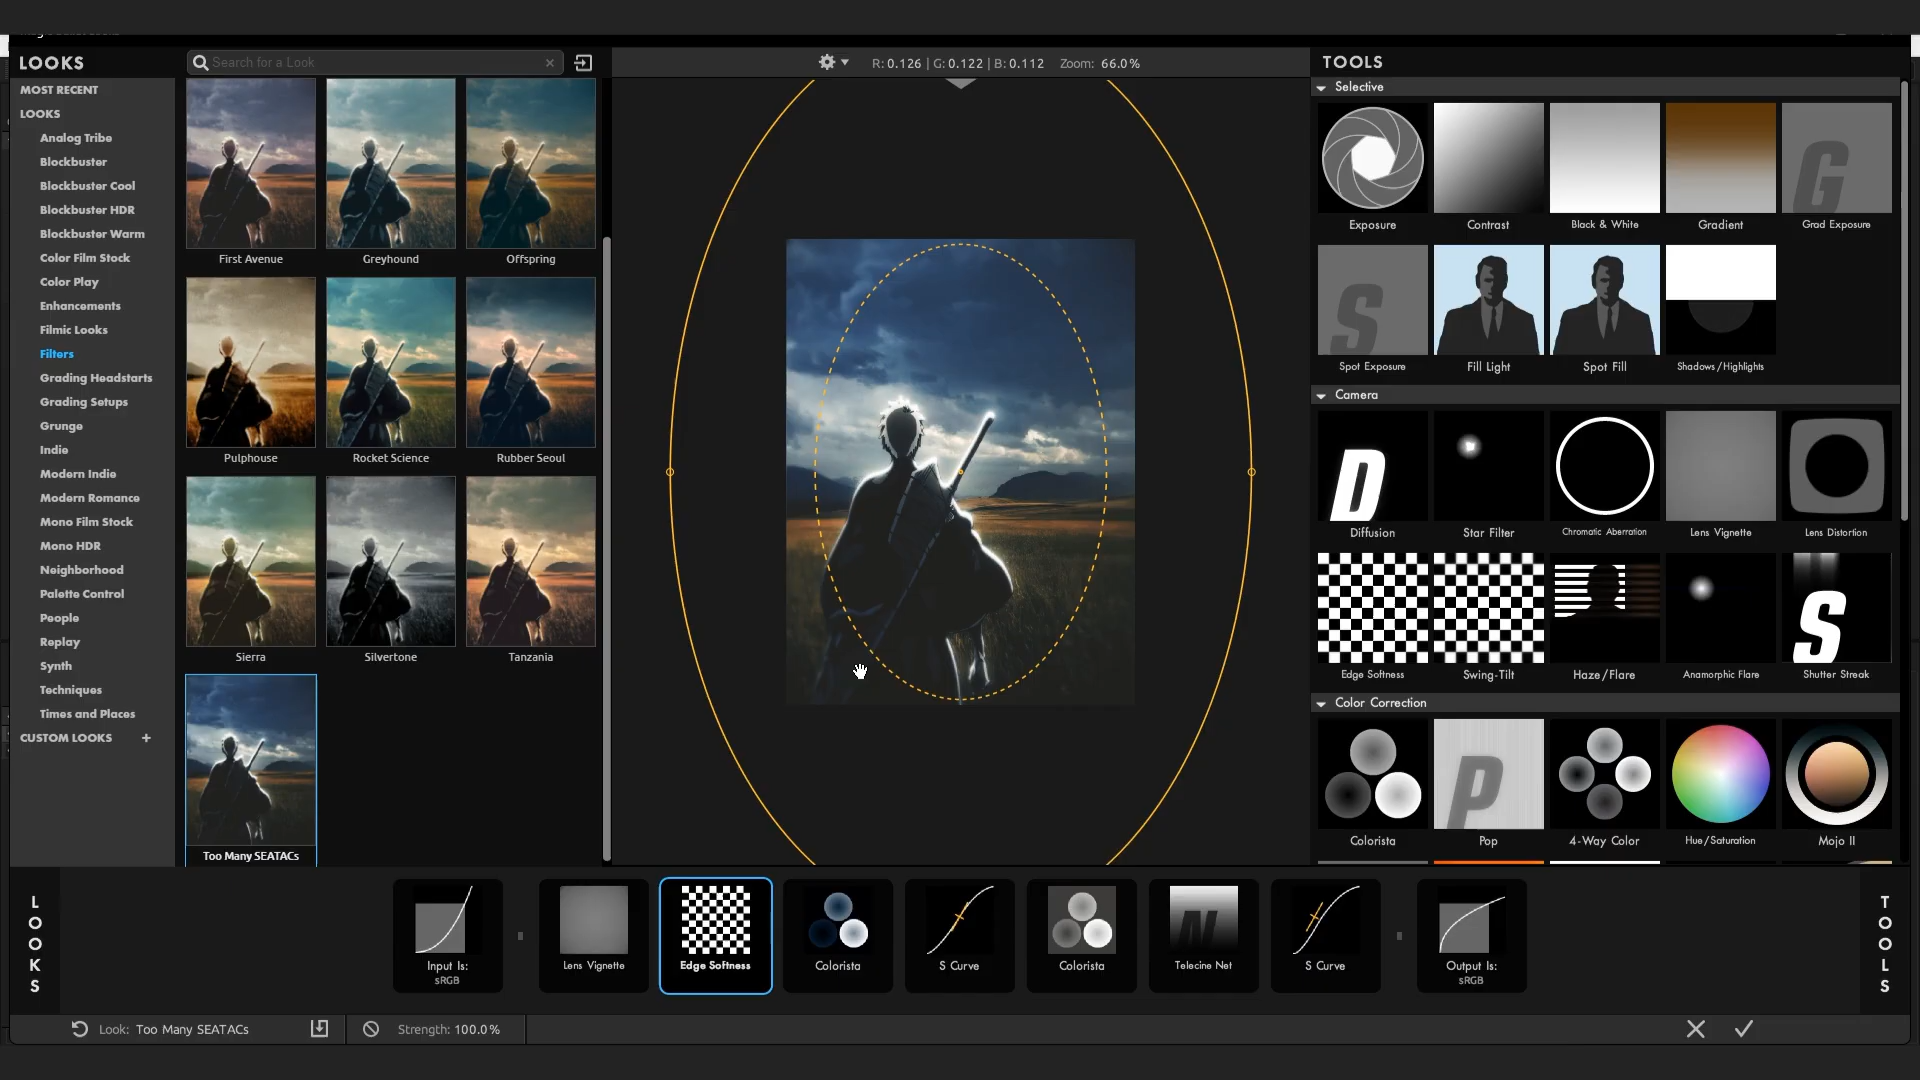 LOOKS
Search for a Look
R: 0.126 | G: 0.122 | B: 0.112 Zoom: 66.0%
TOOLS
MOST RECENT
LOOKS
Analog Tribe
Blockbuster
Blockbuster Cool
Blockbuster HDR
Blockbuster Warm
Color Film Stock
Color Play
Enhancements
Filmic Looks
Filters
Grading Headstarts
Grading Setups
Grunge
Indie
Modern Indie
Modern Romance
Mono Film Stock
Mono HDR
Neighborhood
Palette Control
People
Replay
Synth
Techniques
Times and Places
CUSTOM LOOKS +
First Avenue Greyhound Offspring
Pulphouse Rocket Science Rubber Seoul
Sierra Silvertone Tanzania
Too Many SEATACs
Selective
G
Exposure Contrast Black & White Gradient Grad Exposure
S
Spot Exposure Fill Light Spot Fill Shadows/Highlights
Camera
D
Diffusion Star Filter Chromatic Aberration Lens Vignette Lens Distortion
S
Edge Softness Swing-Tilt Haze/Flare Anamorphic Flare Shutter Streak
Color Correction
P
Colorista Pop 4-Way Color Hue/Saturation Mojo II
LOOKS
N
Input Is: Lens Vignette Edge Softness Colorista S Curve Colorista Telecine Net S Curve Output Is:
sRGB sRGB
TOOLS
Look: Too Many SEATACs Strength: 100.0%